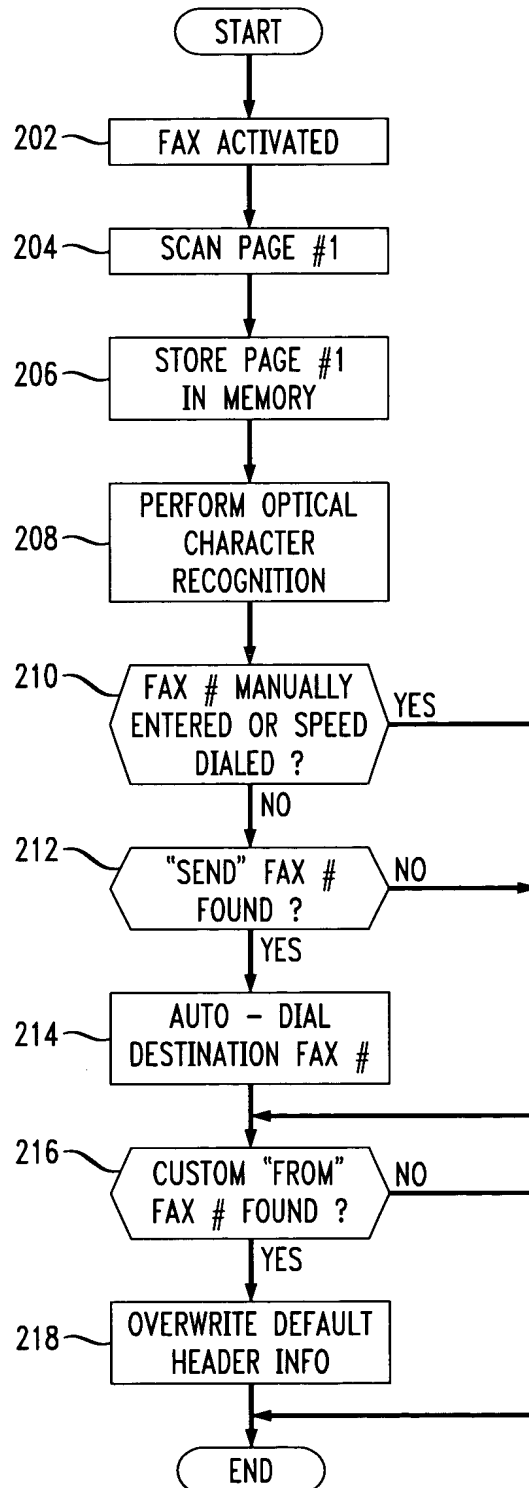 START
202
FAX ACTIVATED
204
SCAN PAGE #1
206
STORE PAGE #1
IN MEMORY
208
PERFORM OPTICAL
CHARACTER
RECOGNITION
210
FAX # MANUALLY
ENTERED OR SPEED
DIALED ?
YES
NO
212
"SEND" FAX #
FOUND ?
NO
YES
214
AUTO - DIAL
DESTINATION FAX #
216
CUSTOM "FROM"
FAX # FOUND ?
NO
YES
218
OVERWRITE DEFAULT
HEADER INFO
END